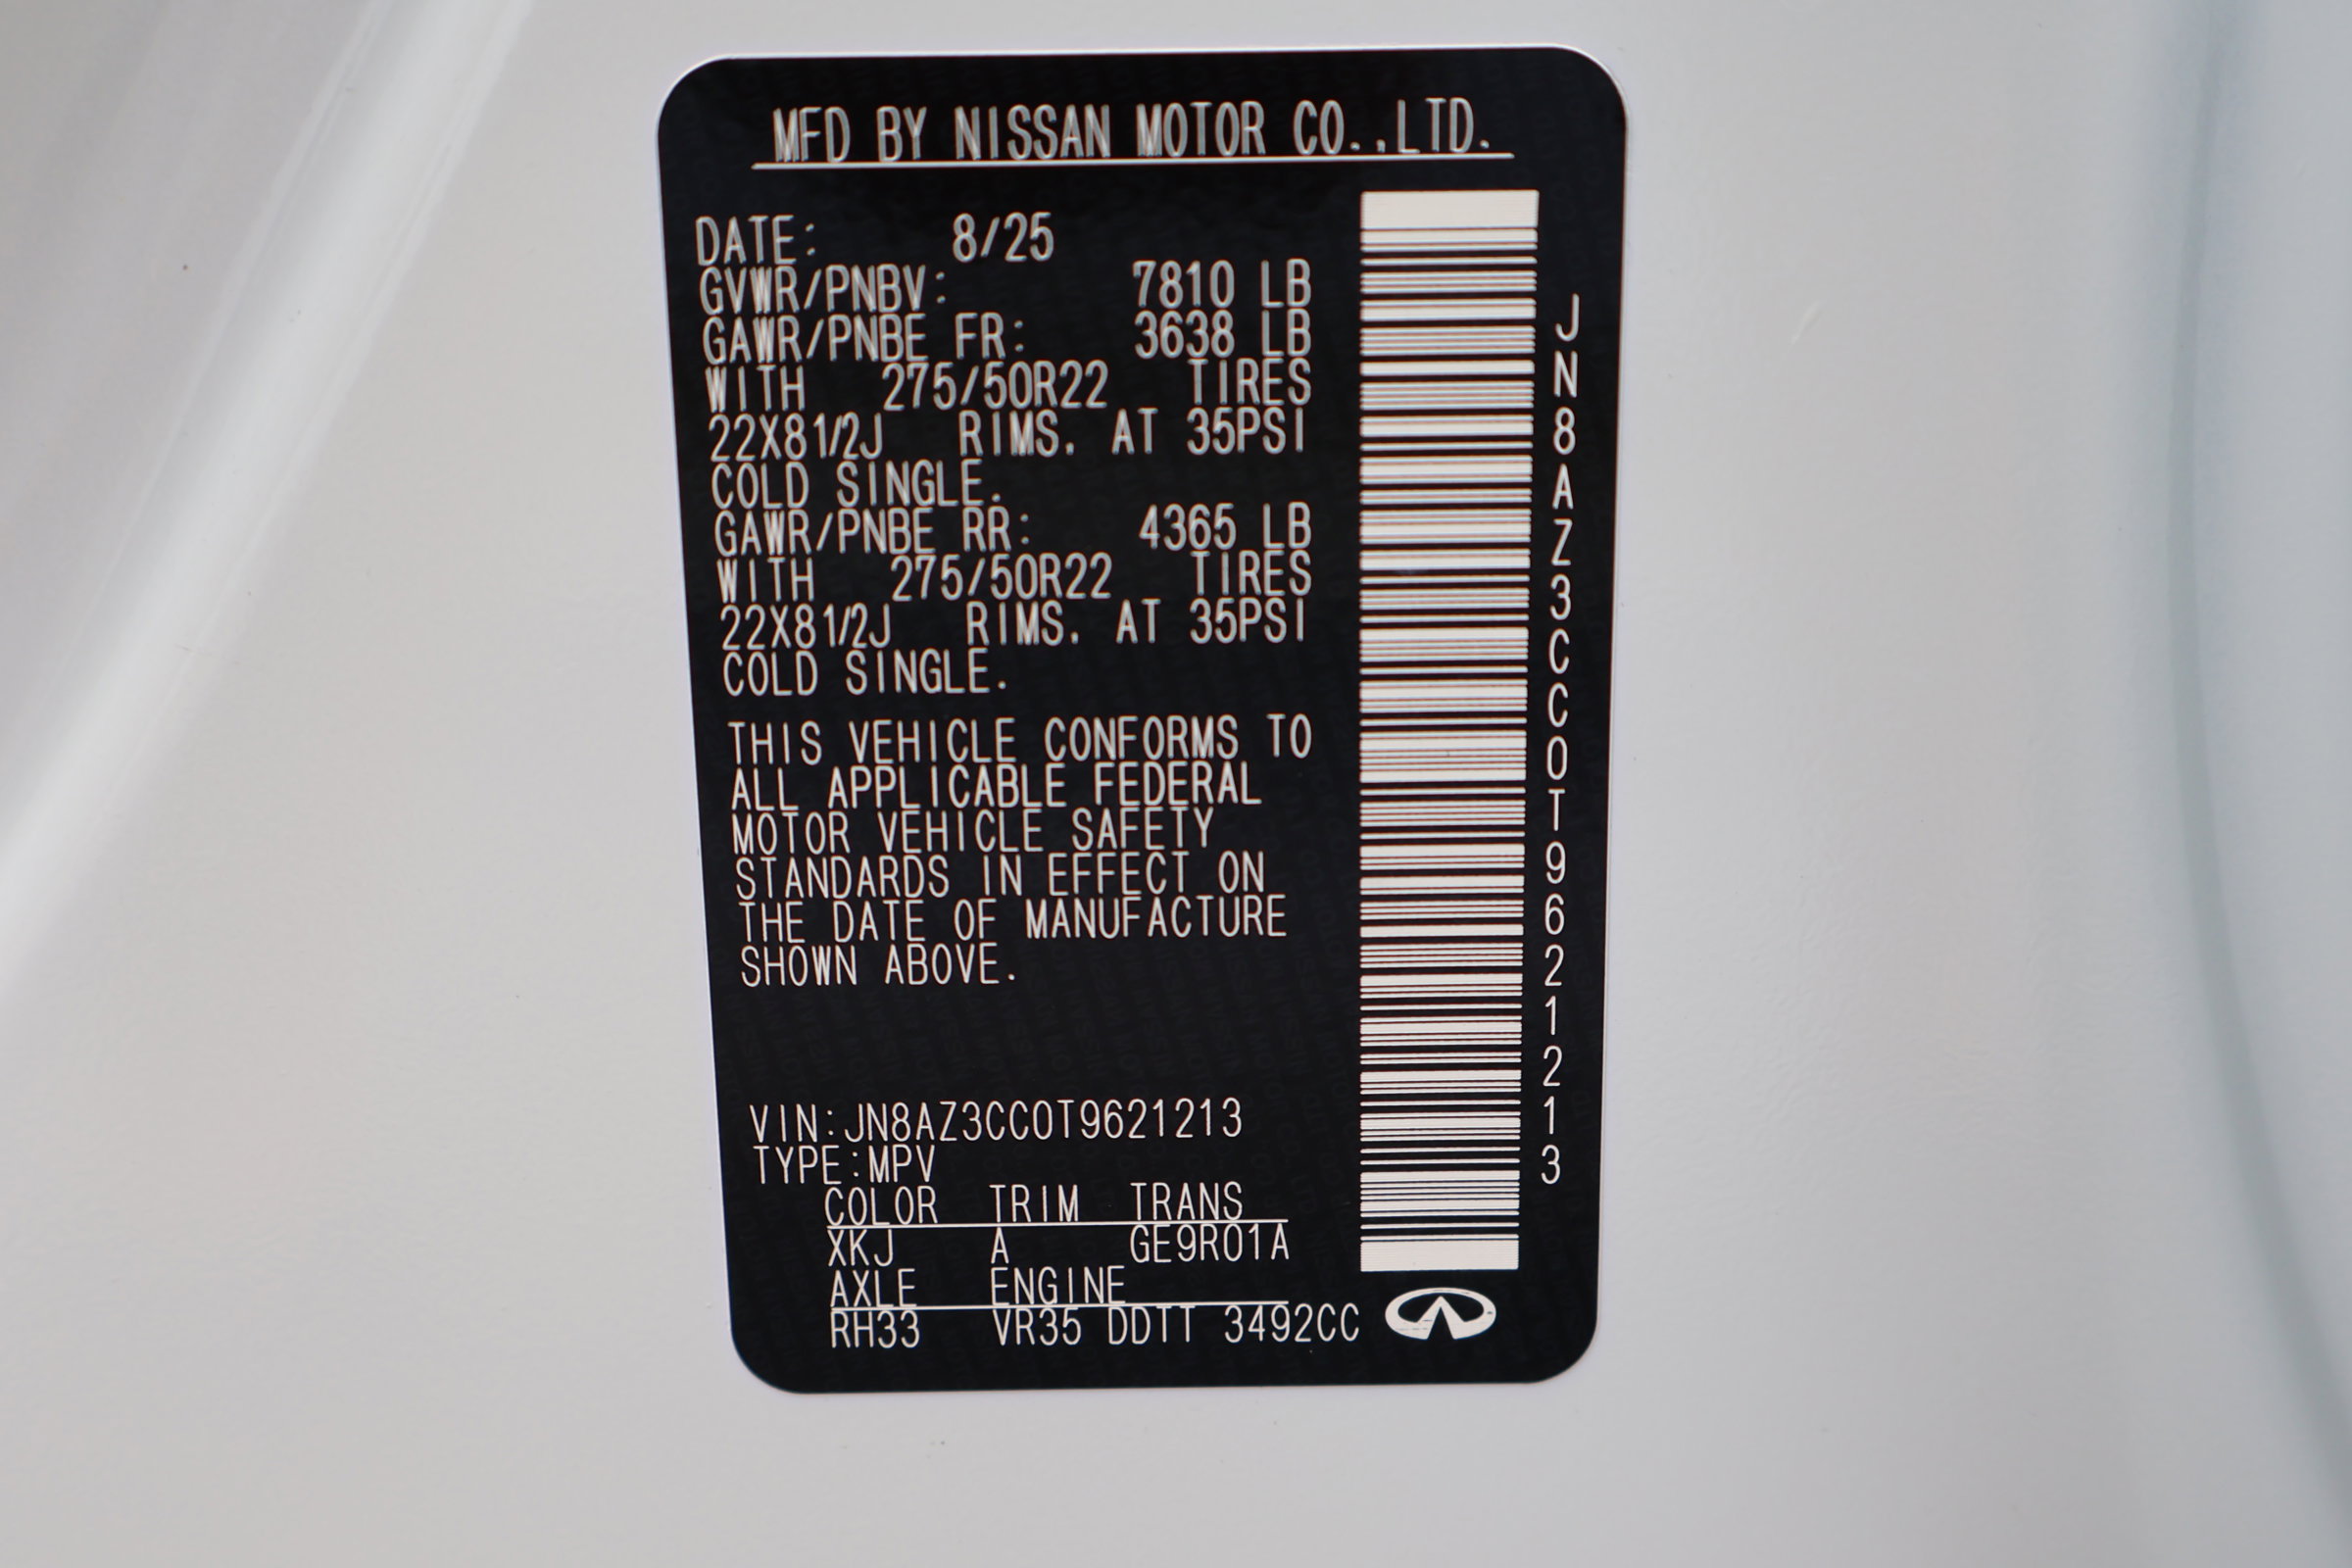 MFD BY NISSAN MOTOR CO.,LTD.
DATE: 8/25
GVWR/PNBV: 7810 LB
GAWR/PNBE FR: 3638 LB
WITH 275/50R22 TIRES
22X8 1/2J RIMS. AT 35PSI
COLD SINGLE.
GAWR/PNBE RR: 4365 LB
WITH 275/50R22 TIRES
22X8 1/2J RIMS. AT 35PSI
COLD SINGLE.
THIS VEHICLE CONFORMS TO
ALL APPLICABLE FEDERAL
MOTOR VEHICLE SAFETY
STANDARDS IN EFFECT ON
THE DATE OF MANUFACTURE
SHOWN ABOVE.
VIN:JN8AZ3CC0T9621213
TYPE:MPV
COLOR TRIM TRANS
XKJ A GE9R01A
AXLE ENGINE
RH33 VR35 DDTT 3492CC
JN8AZ3CC0T9621213